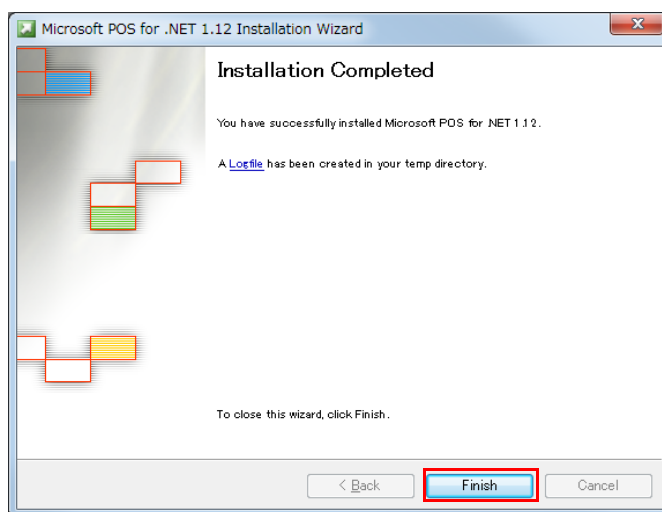 Microsoft POS for .NET 1.12 Installation Wizard
Installation Completed
You have successfully installed Microsoft POS for .NET 1.12.
A Logfile has been created in your temp directory.
To close this wizard, click Finish.
< Back
Finish
Cancel